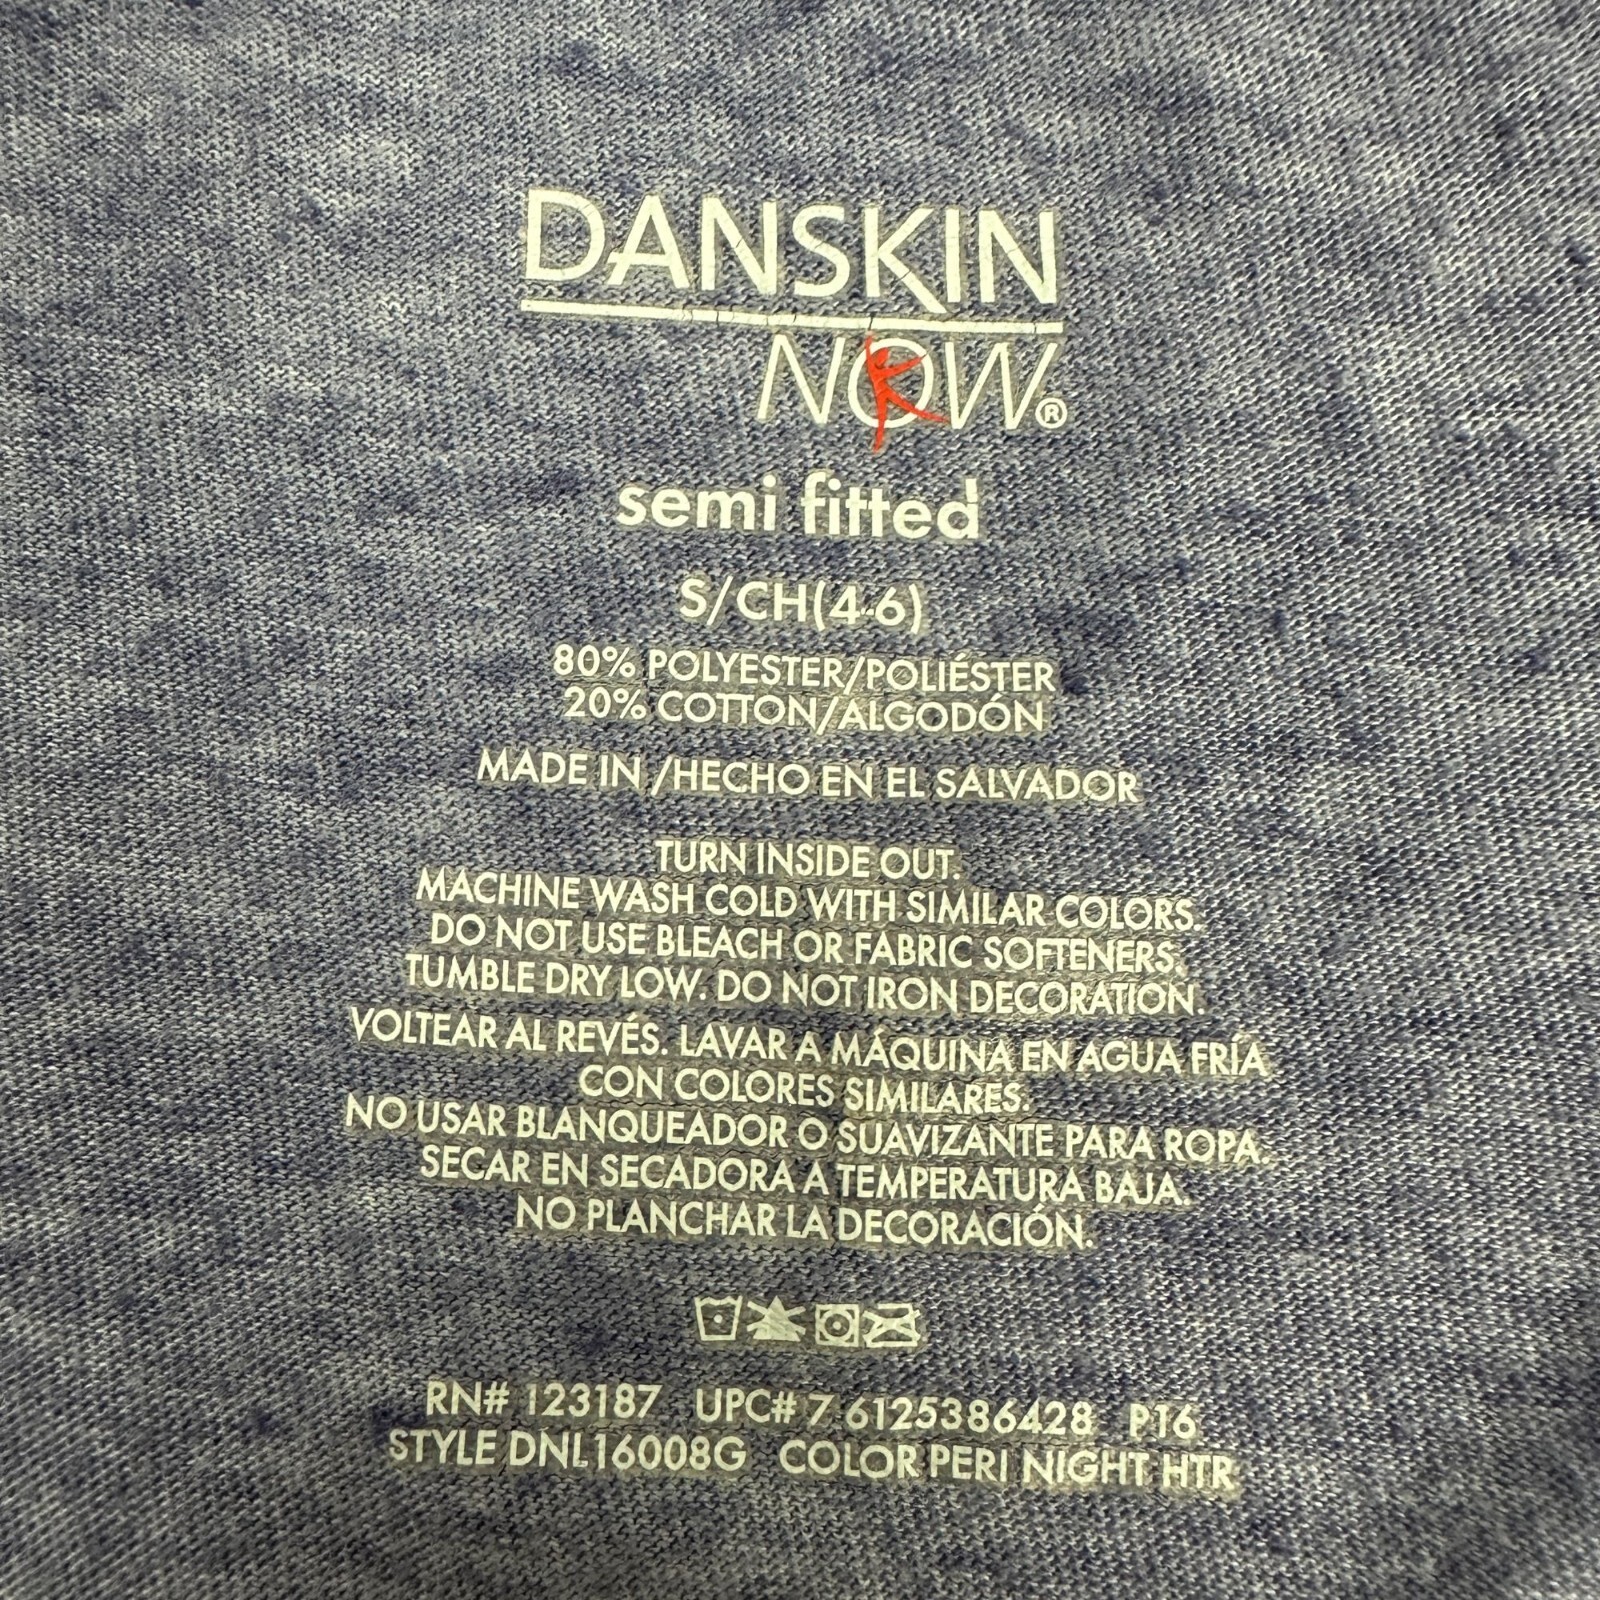 DANSKIN
NOW®
semi fitted
S/CH(4-6)
80% POLYESTER/POLIÉSTER
20% COTTON/ALGODÓN
MADE IN /HECHO EN EL SALVADOR
TURN INSIDE OUT.
MACHINE WASH COLD WITH SIMILAR COLORS.
DO NOT USE BLEACH OR FABRIC SOFTENERS.
TUMBLE DRY LOW. DO NOT IRON DECORATION.
VOLTEAR AL REVÉS. LAVAR A MÁQUINA EN AGUA FRÍA
CON COLORES SIMILARES.
NO USAR BLANQUEADOR O SUAVIZANTE PARA ROPA.
SECAR EN SECADORA A TEMPERATURA BAJA.
NO PLANCHAR LA DECORACIÓN.
RN# 123187 UPC# 7 6125386428 P16
STYLE DNL16008G COLOR PERI NIGHT HTR